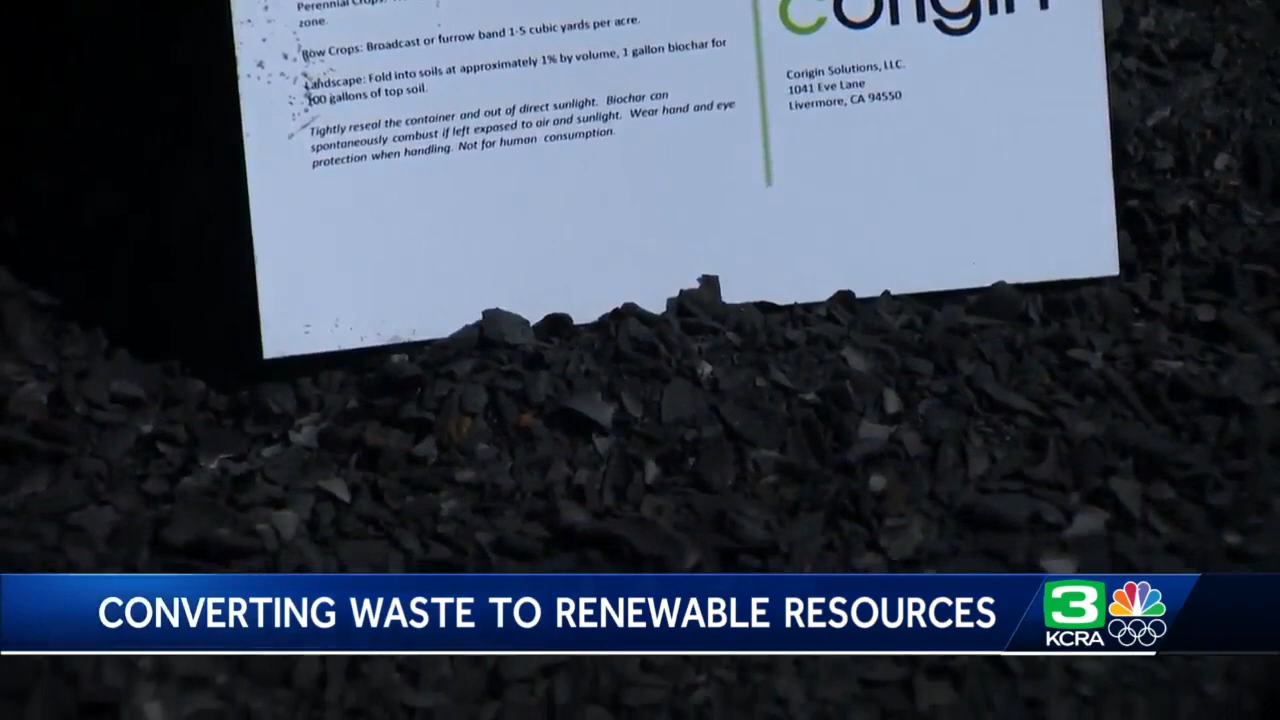 Perennial Crops:
zone.
Row Crops: Broadcast or furrow band 1-5 cubic yards per acre.
Landscape: Fold into soils at approximately 1% by volume, 1 gallon biochar for
100 gallons of top soil.
Tightly reseal the container and out of direct sunlight. Biochar can
spontaneously combust if left exposed to air and sunlight. Wear hand and eye
protection when handling. Not for human consumption.
corigin
Corigin Solutions, LLC.
1041 Eve Lane
Livermore, CA 94550
CONVERTING WASTE TO RENEWABLE RESOURCES
3
KCRA